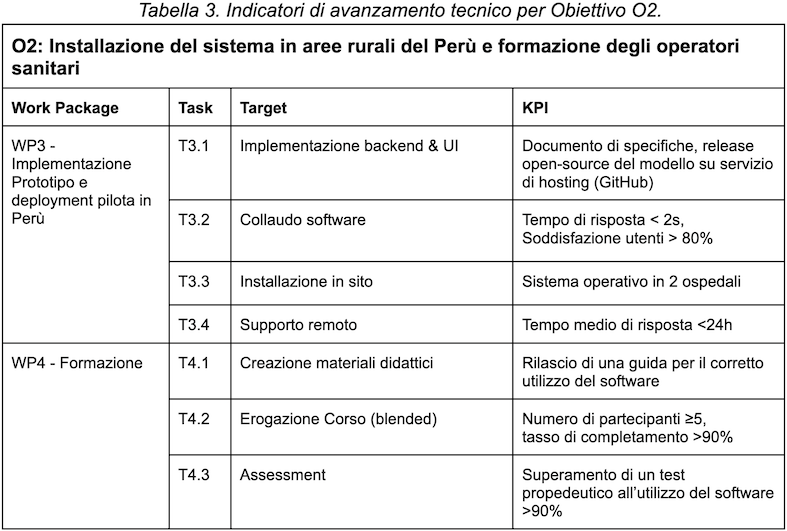 Tabella 3. Indicatori di avanzamento tecnico per Obiettivo O2.
O2: Installazione del sistema in aree rurali del Perù e formazione degli operatori
sanitari
Work Package
Task
Target
KPI
WP3 -
Implementazione
Prototipo e
deployment pilota in
Perù
T3.1
Implementazione backend & UI
Documento di specifiche, release
open-source del modello su servizio
di hosting (GitHub)
T3.2
Collaudo software
Tempo di risposta < 2s,
Soddisfazione utenti > 80%
T3.3
Installazione in sito
Sistema operativo in 2 ospedali
T3.4
Supporto remoto
Tempo medio di risposta <24h
WP4 - Formazione
T4.1
Creazione materiali didattici
Rilascio di una guida per il corretto
utilizzo del software
T4.2
Erogazione Corso (blended)
Numero di partecipanti ≥5,
tasso di completamento >90%
T4.3
Assessment
Superamento di un test
propedeutico all'utilizzo del software
>90%